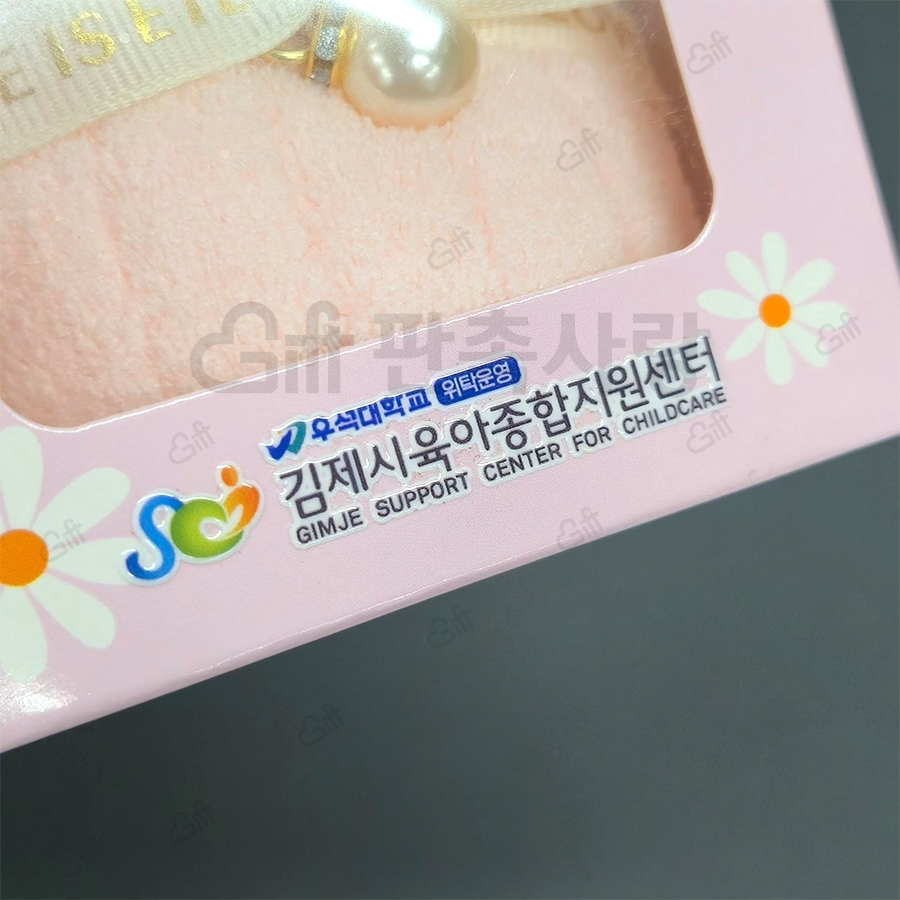 Gift 판촉사랑
우석대학교 위탁운영
김제시육아종합지원센터
GIMJE SUPPORT CENTER FOR CHILDCARE